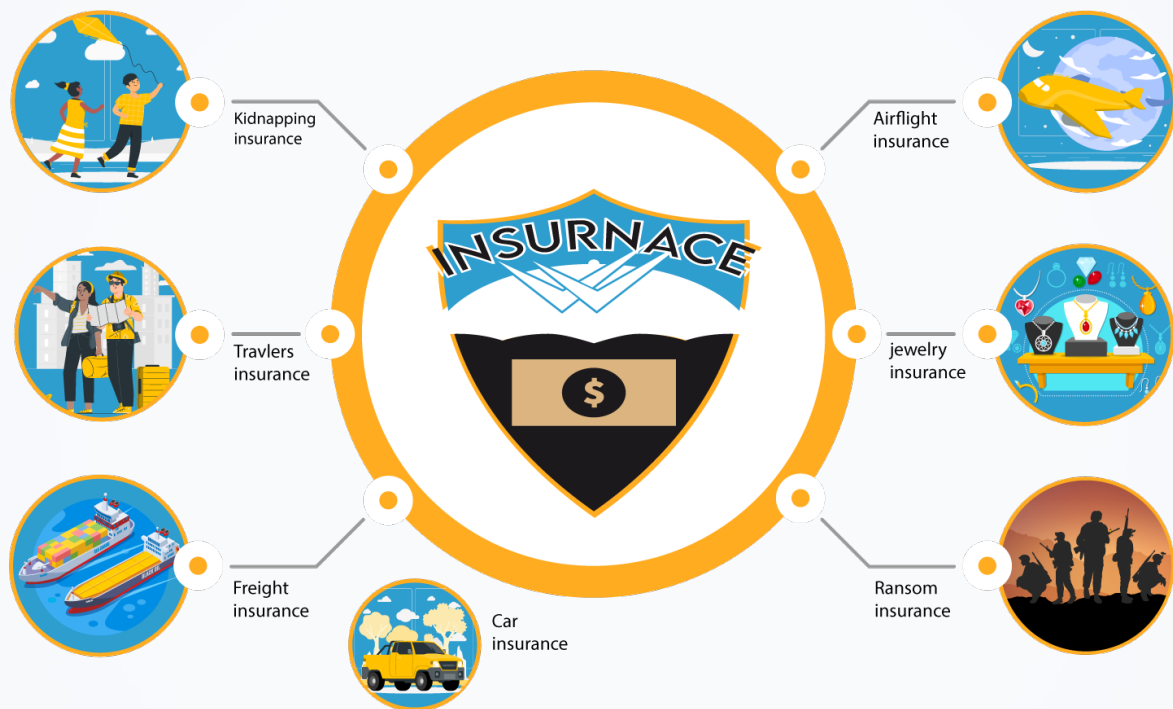 Kidnapping
insurance
Airflight
insurance
INSURNACE
Travlers
insurance
jewelry
insurance
$
Freight
insurance
Ransom
insurance
Car
insurance